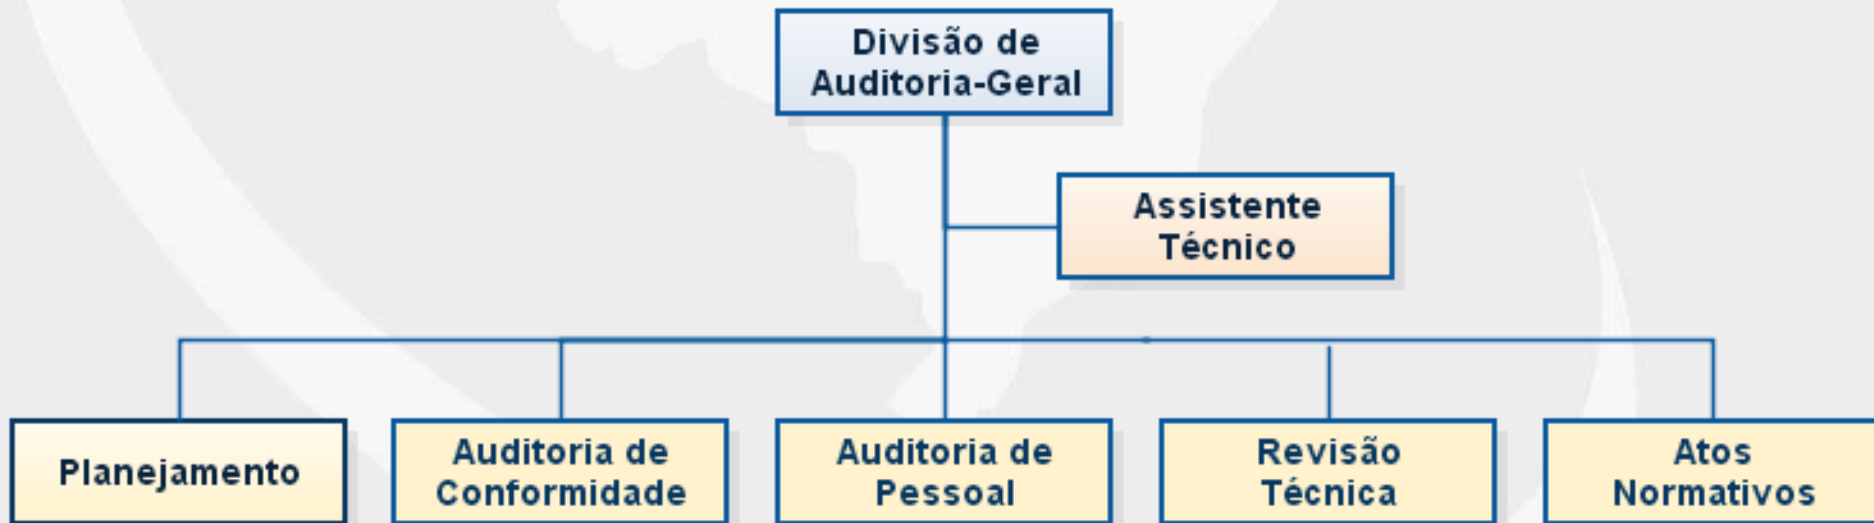 Divisão de
Auditoria-Geral
Assistente
Técnico
Planejamento
Auditoria de
Conformidade
Auditoria de
Pessoal
Revisão
Técnica
Atos
Normativos